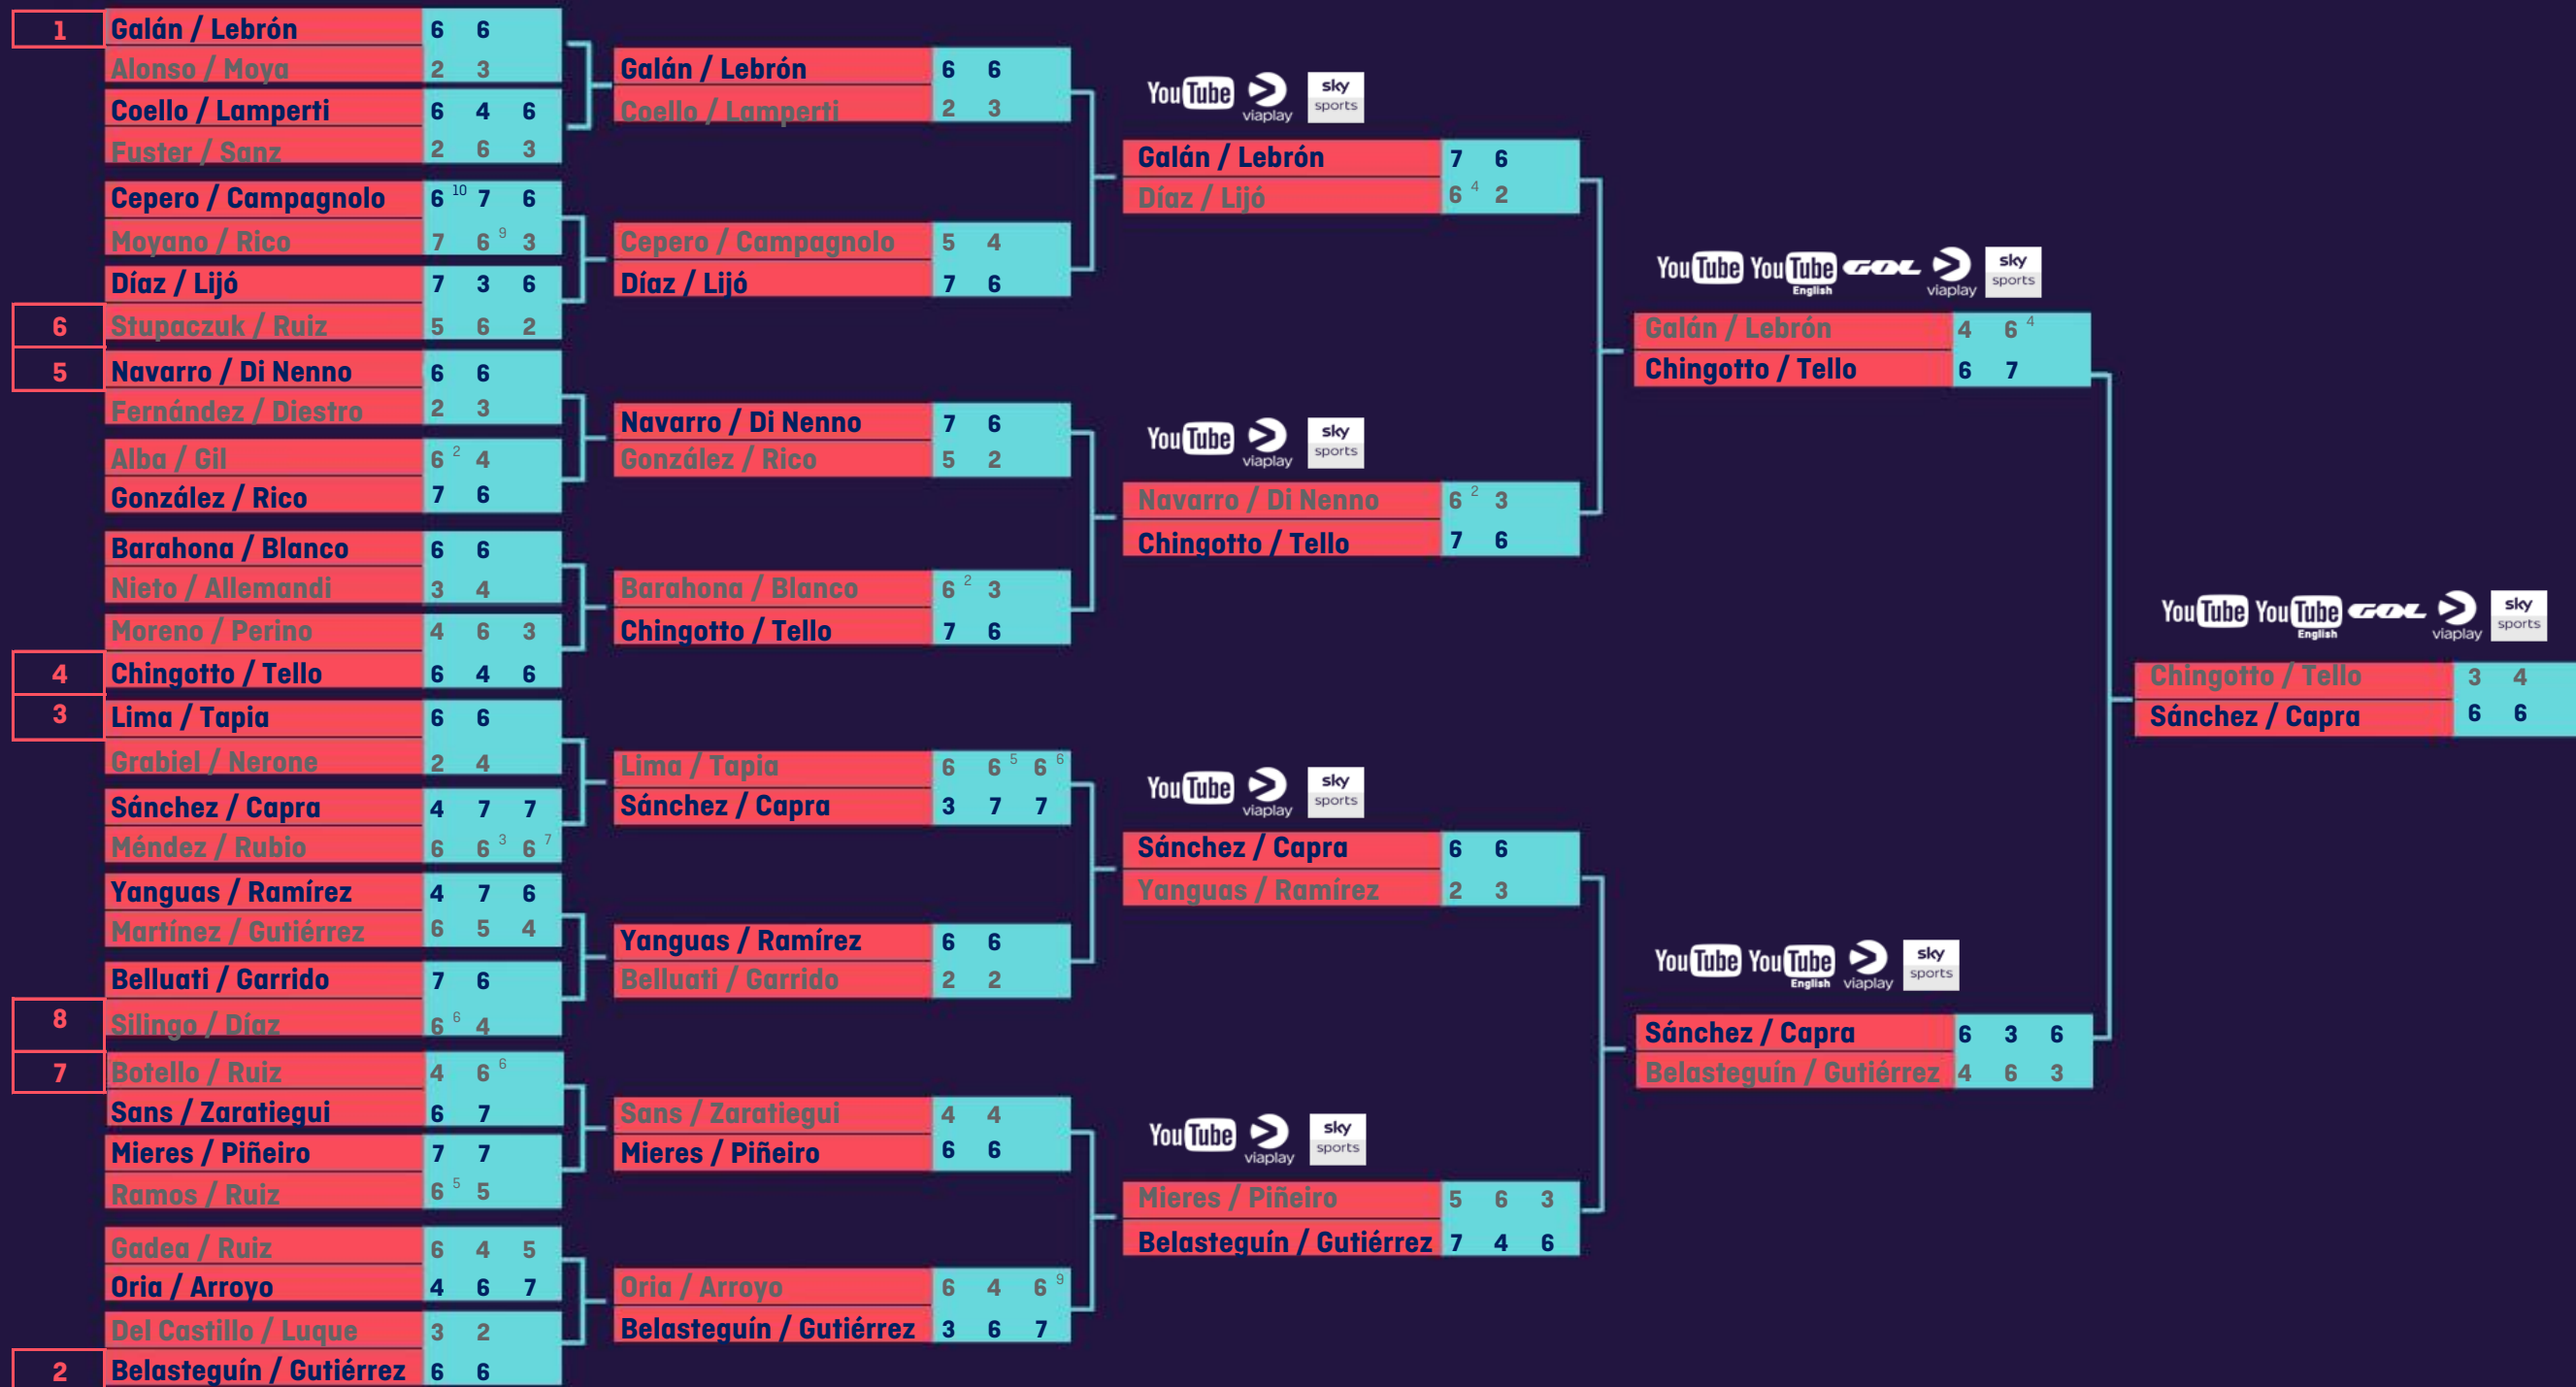 1 Galán / Lebrón 6 6
Alonso / Moya 2 3
Coello / Lamperti 6 4 6
Fuster / Sanz 2 6 3
Cepero / Campagnolo 6 10 7 6
Moyano / Rico 7 6 9 3
Díaz / Lijó 7 3 6
6 Stupaczuk / Ruiz 5 6 2
5 Navarro / Di Nenno 6 6
Fernández / Diestro 2 3
Alba / Gil 6 2 4
González / Rico 7 6
Barahona / Blanco 6 6
Nieto / Allemandi 3 4
Moreno / Perino 4 6 3
4 Chingotto / Tello 6 4 6
3 Lima / Tapia 6 6
Grabiel / Nerone 2 4
Sánchez / Capra 4 7 7
Méndez / Rubio 6 6 3 6 7
Yanguas / Ramírez 4 7 6
Martínez / Gutiérrez 6 5 4
Belluati / Garrido 7 6
8 Silingo / Díaz 6 6 4
7 Botello / Ruiz 4 6 6
Sans / Zaratiegui 6 7
Mieres / Piñeiro 7 7
Ramos / Ruiz 6 5 5
Gadea / Ruiz 6 4 5
Oria / Arroyo 4 6 7
Del Castillo / Luque 3 2
2 Belasteguín / Gutiérrez 6 6
Galán / Lebrón 6 6
Coello / Lamperti 2 3
Cepero / Campagnolo 5 4
Díaz / Lijó 7 6
Navarro / Di Nenno 7 6
González / Rico 5 2
Barahona / Blanco 6 2 3
Chingotto / Tello 7 6
Lima / Tapia 6 6 5 6 6
Sánchez / Capra 3 7 7
Yanguas / Ramírez 6 6
Belluati / Garrido 2 2
Sans / Zaratiegui 4 4
Mieres / Piñeiro 6 6
Oria / Arroyo 6 4 6 9
Belasteguín / Gutiérrez 3 6 7
YouTube viaplay sky sports
Galán / Lebrón 7 6
Díaz / Lijó 6 4 2
YouTube viaplay sky sports
Navarro / Di Nenno 6 2 3
Chingotto / Tello 7 6
YouTube viaplay sky sports
Sánchez / Capra 6 6
Yanguas / Ramírez 2 3
YouTube viaplay sky sports
Mieres / Piñeiro 5 6 3
Belasteguín / Gutiérrez 7 4 6
YouTube YouTube English GOL viaplay sky sports
Galán / Lebrón 4 6 4
Chingotto / Tello 6 7
YouTube YouTube English viaplay sky sports
Sánchez / Capra 6 3 6
Belasteguín / Gutiérrez 4 6 3
YouTube YouTube English GOL viaplay sky sports
Chingotto / Tello 3 4
Sánchez / Capra 6 6